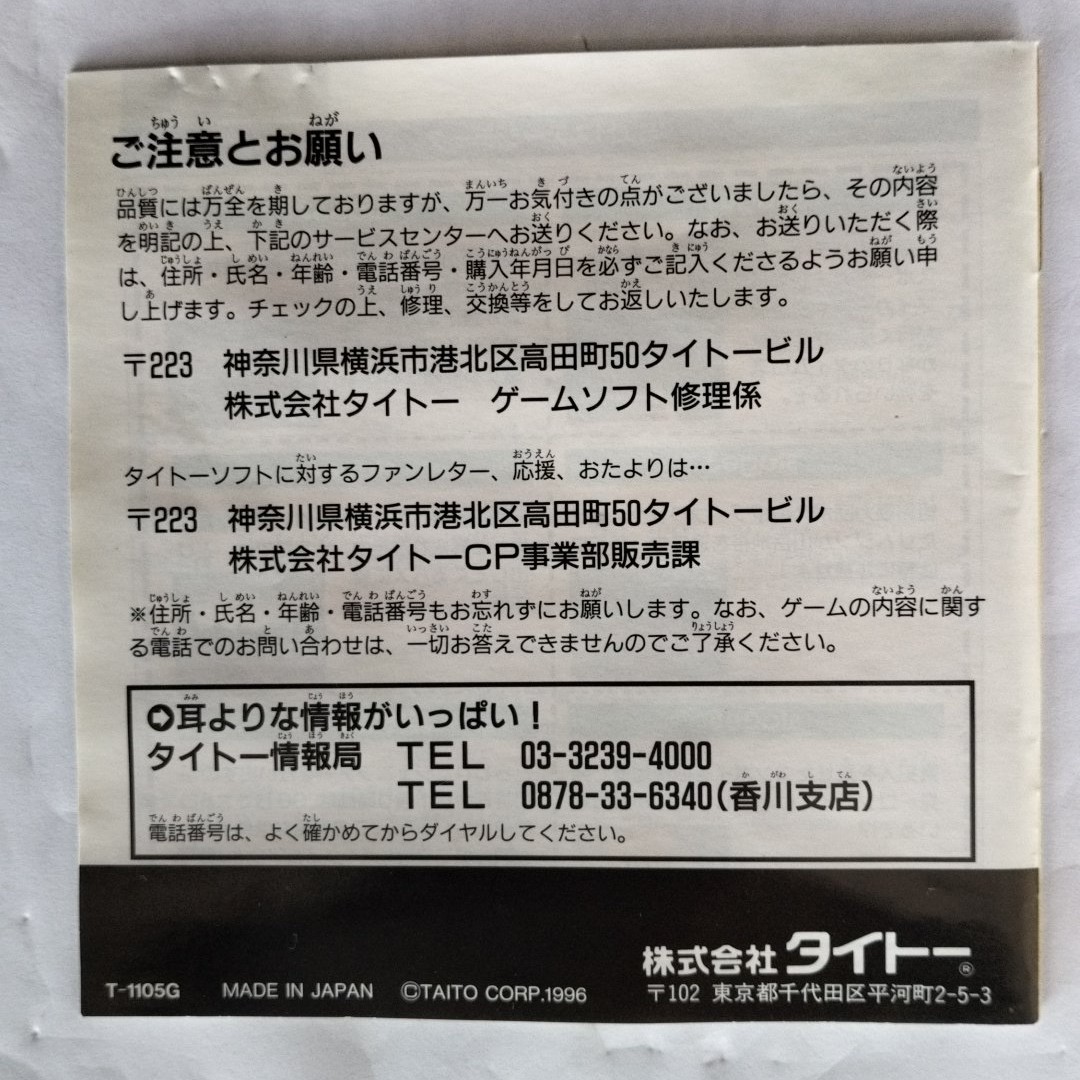 ご注意とお願い
品質には万全を期しておりますが、万一お気付きの点がございましたら、その内容
を明記の上、下記のサービスセンターへお送りください。なお、お送りいただく際
は、住所・氏名・年齢・電話番号・購入年月日を必ずご記入くださるようお願い申
し上げます。チェックの上、修理、交換等をしてお返しいたします。
〒223 神奈川県横浜市港北区高田町50タイトービル
株式会社タイトー ゲームソフト修理係
タイトーソフトに対するファンレター、応援、おたよりは…
〒223 神奈川県横浜市港北区高田町50タイトービル
株式会社タイトーCP事業部販売課
※住所・氏名・年齢・電話番号もお忘れずにお願いします。なお、ゲームの内容に関す
る電話でのお問い合わせは、一切お答えできませんのでご了承ください。
➲耳よりな情報がいっぱい!
タイトー情報局 TEL 03-3239-4000
TEL 0878-33-6340(香川支店)
電話番号は、よく確かめてからダイヤルしてください。
株式会社 タイトー®
T-1105G MADE IN JAPAN ©TAITO CORP.1996 〒102 東京都千代田区平河町2-5-3